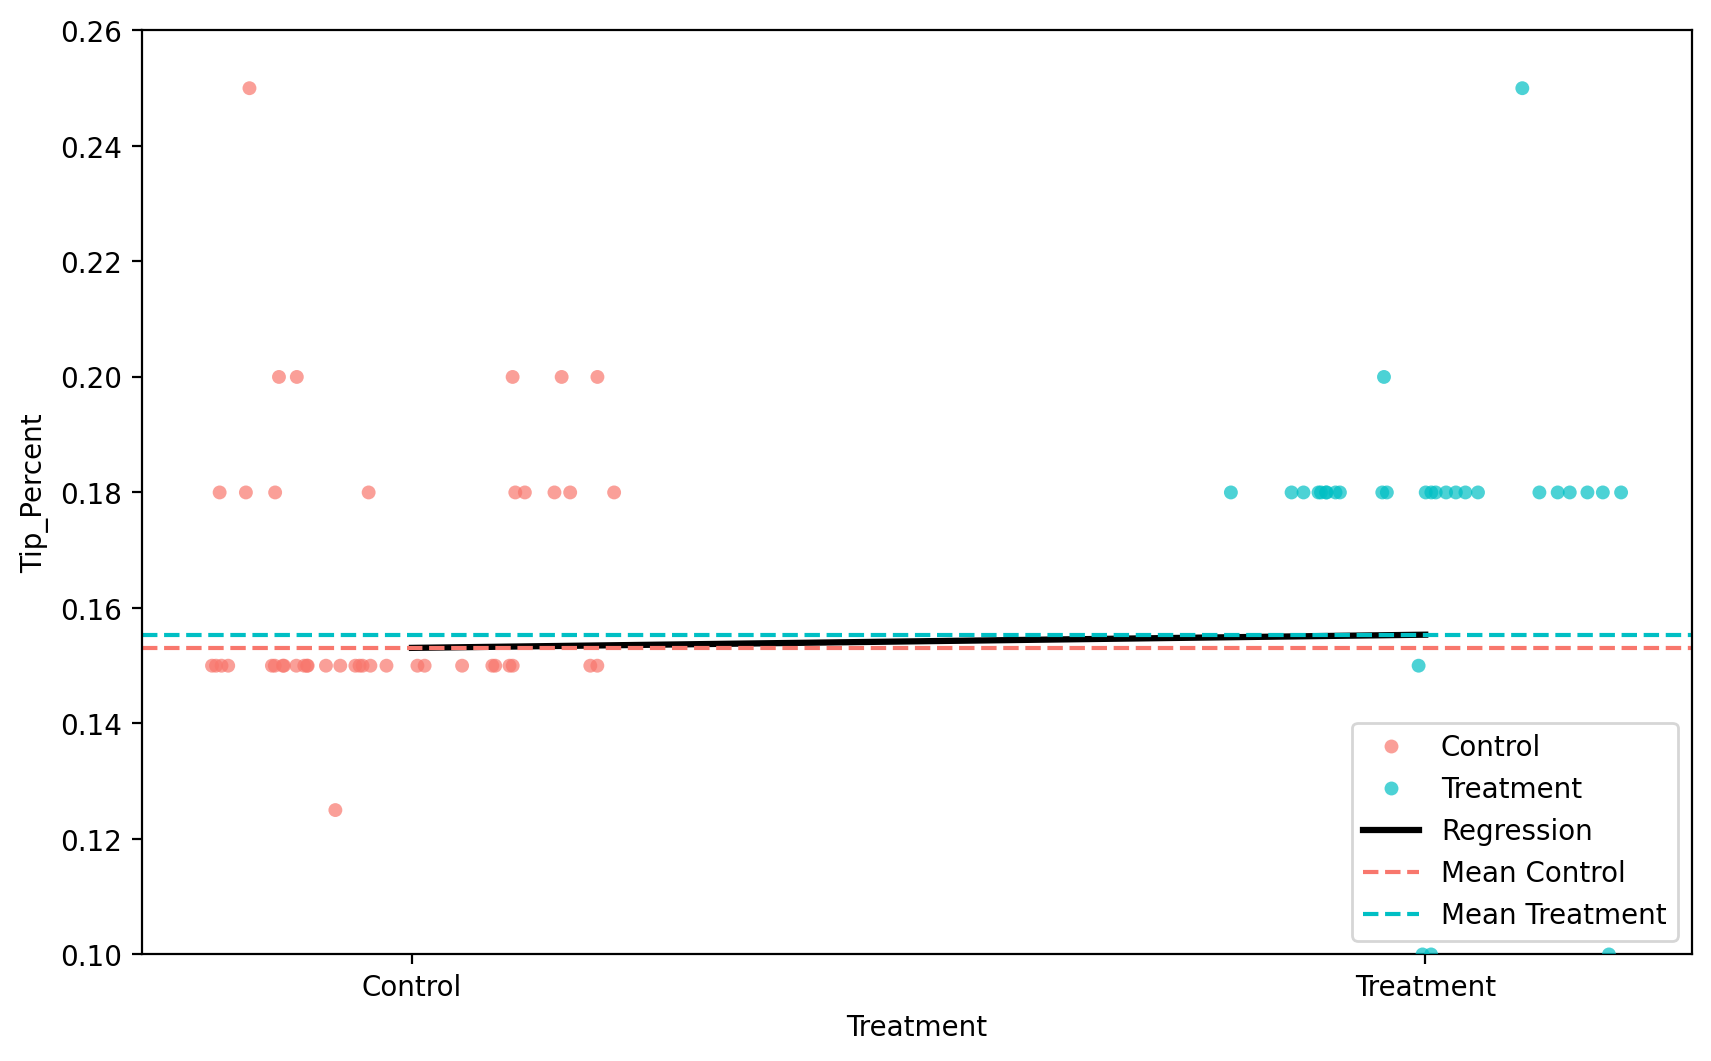 0.26
0.24
0.22
0.20
0.18
0.16
0.14
0.12
0.10
Tip_Percent
Control
Treatment
Regression
Mean Control
Mean Treatment
Control
Treatment
Treatment